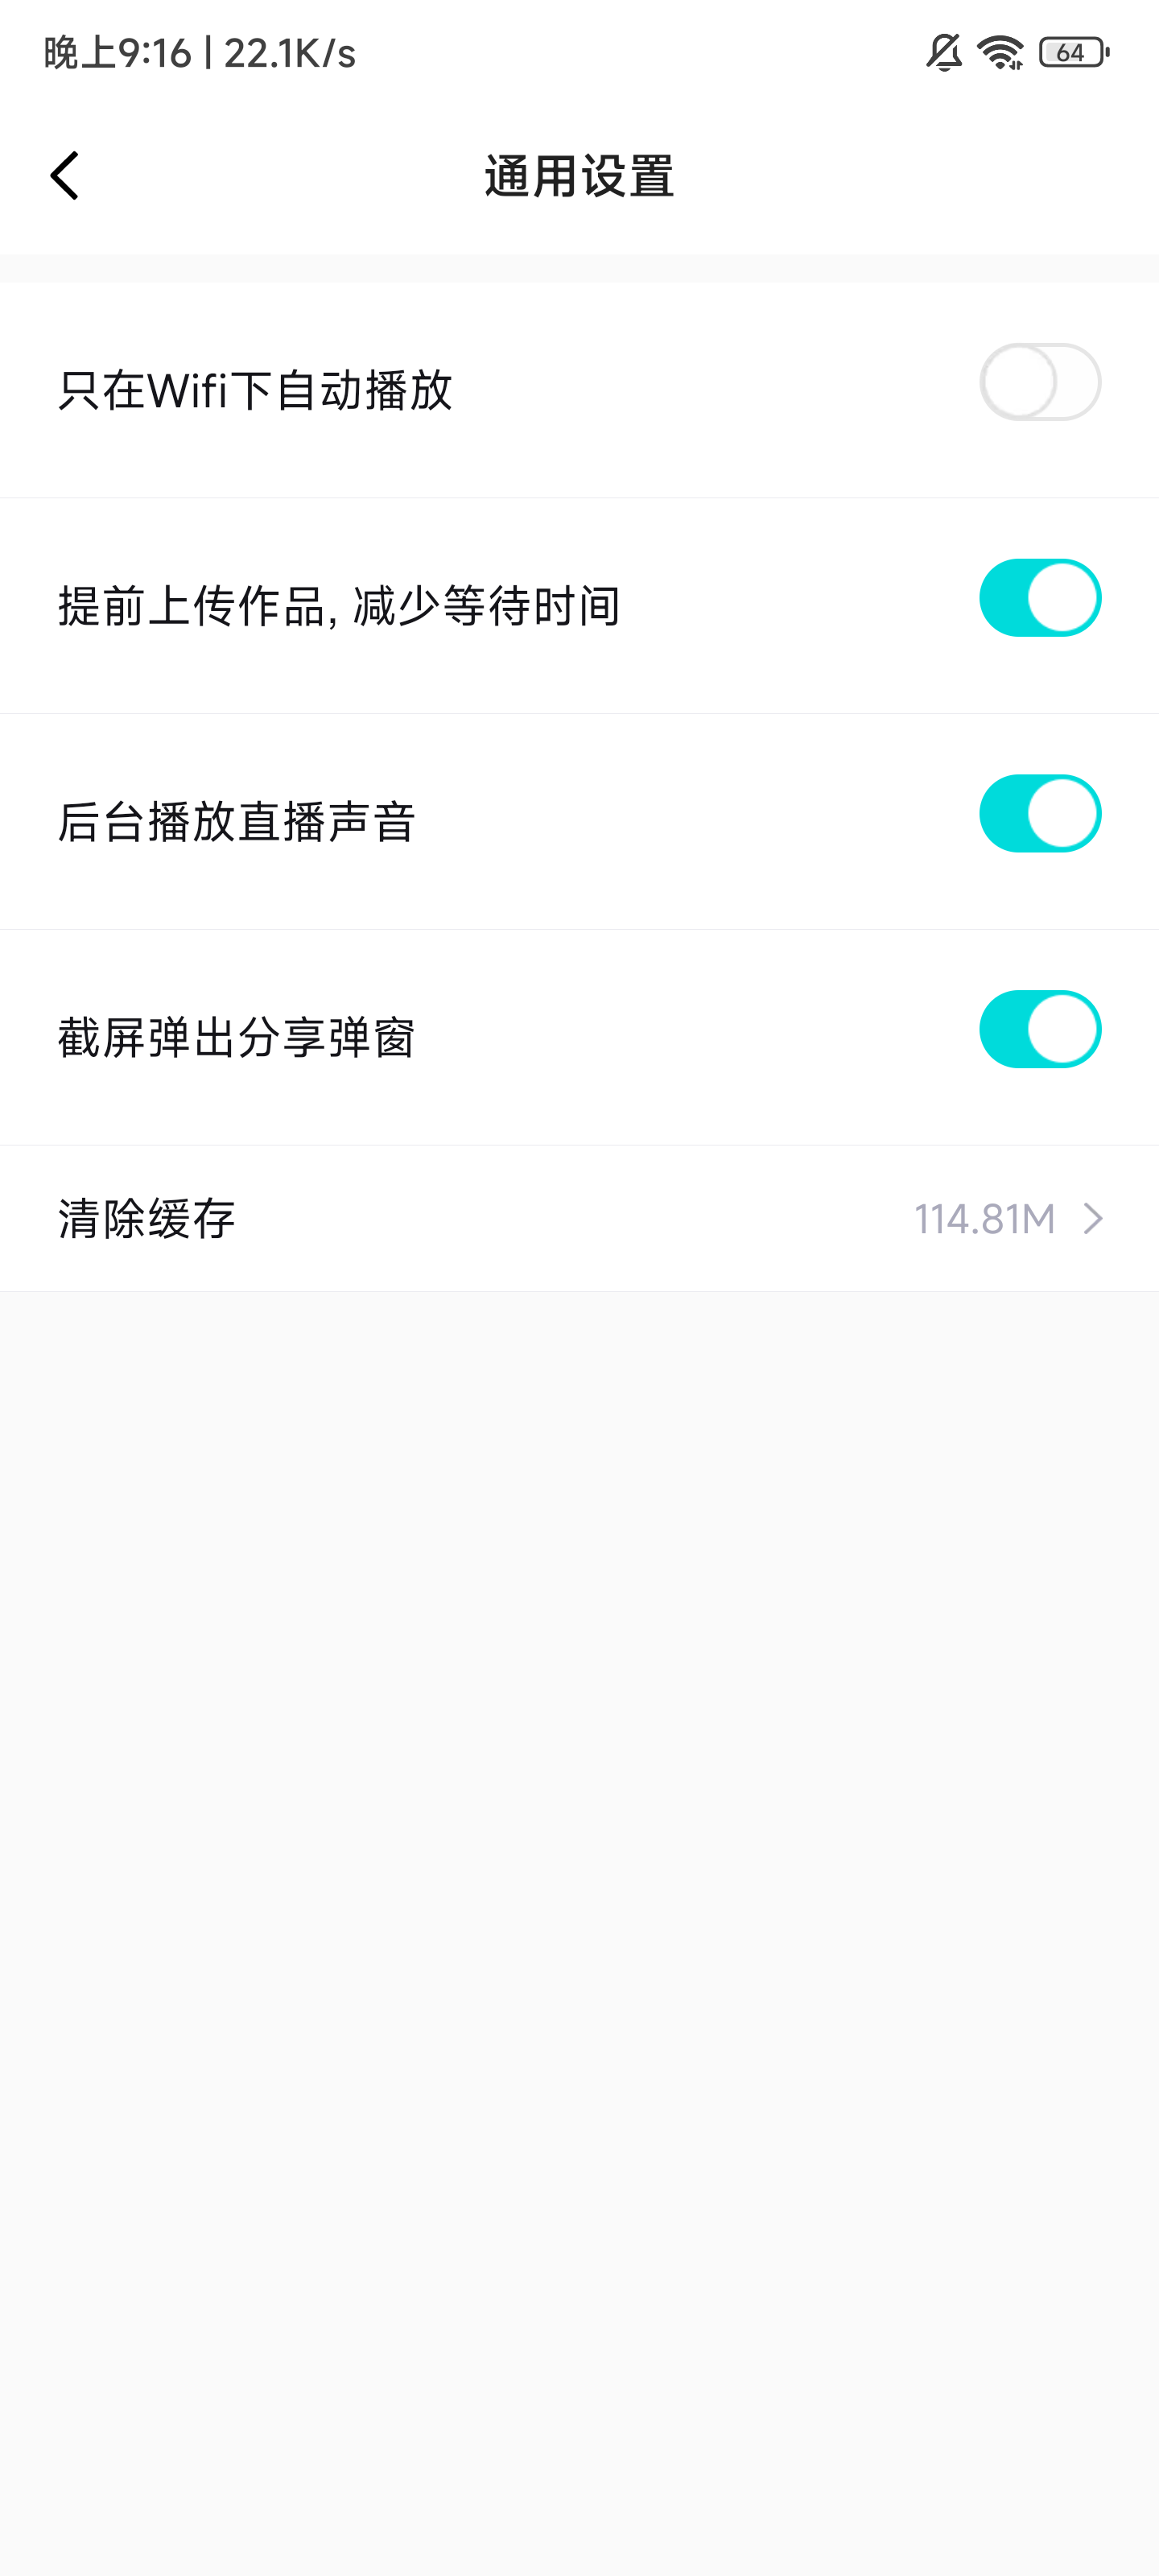 晚上9:16 | 22.1K/s
64
通用设置
只在Wifi下自动播放
提前上传作品, 减少等待时间
后台播放直播声音
截屏弹出分享弹窗
清除缓存 114.81M